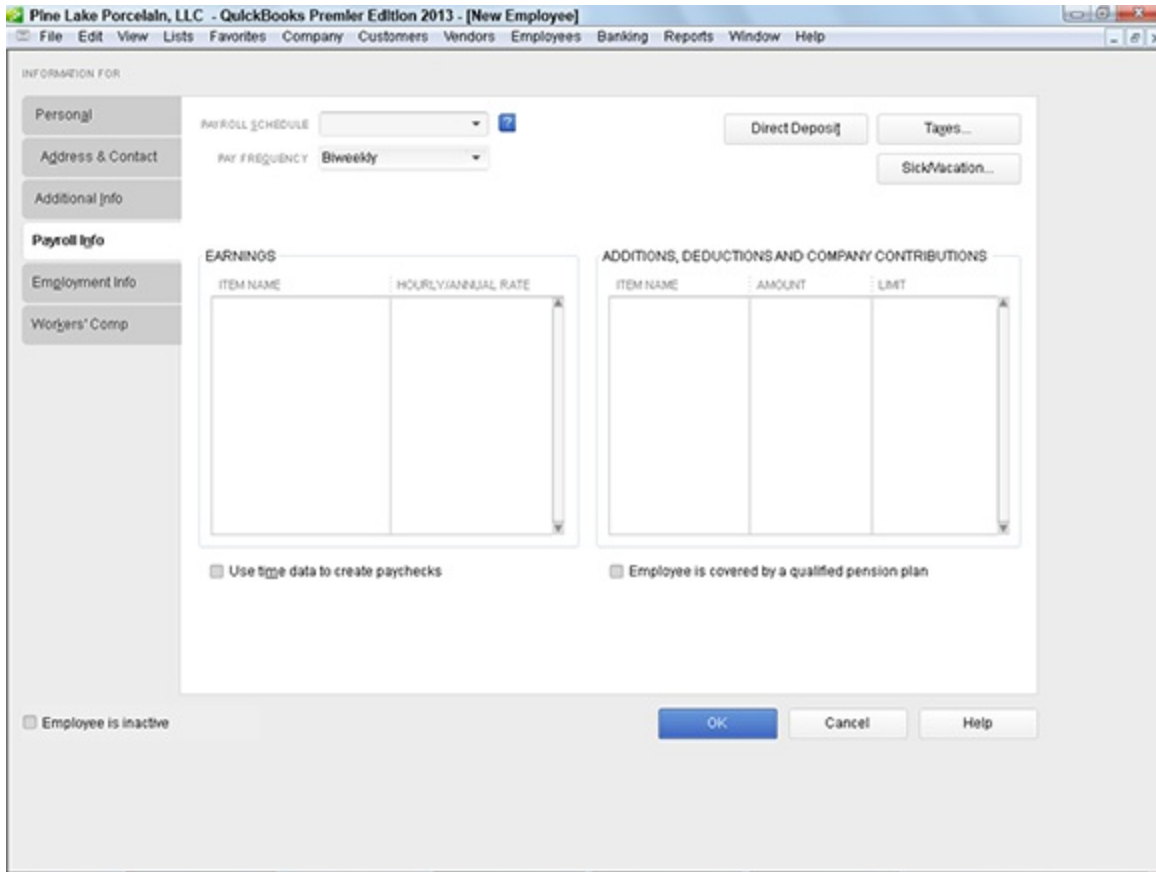 Pine Lake Porcelain, LLC - QuickBooks Premier Edition 2013 - [New Employee]
File Edit View Lists Favorites Company Customers Vendors Employees Banking Reports Window Help
INFORMATION FOR
Personal
Address & Contact
Additional Info
Payroll Info
Employment Info
Workers' Comp
PAYROLL SCHEDULE ?
PAY FREQUENCY Biweekly
Direct Deposit Taxes...
Sick/Vacation...
EARNINGS
ITEM NAME HOURLY/ANNUAL RATE
ADDITIONS, DEDUCTIONS AND COMPANY CONTRIBUTIONS
ITEM NAME AMOUNT LIMIT
Use time data to create paychecks
Employee is covered by a qualified pension plan
Employee is inactive
OK Cancel Help